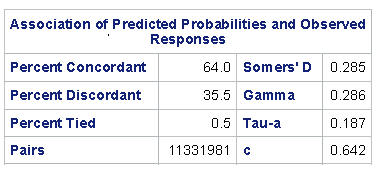 Association of Predicted Probabilities and Observed
Responses
Percent Concordant 64.0 Somers' D 0.285
Percent Discordant 35.5 Gamma 0.286
Percent Tied 0.5 Tau-a 0.187
Pairs 11331981 c 0.642